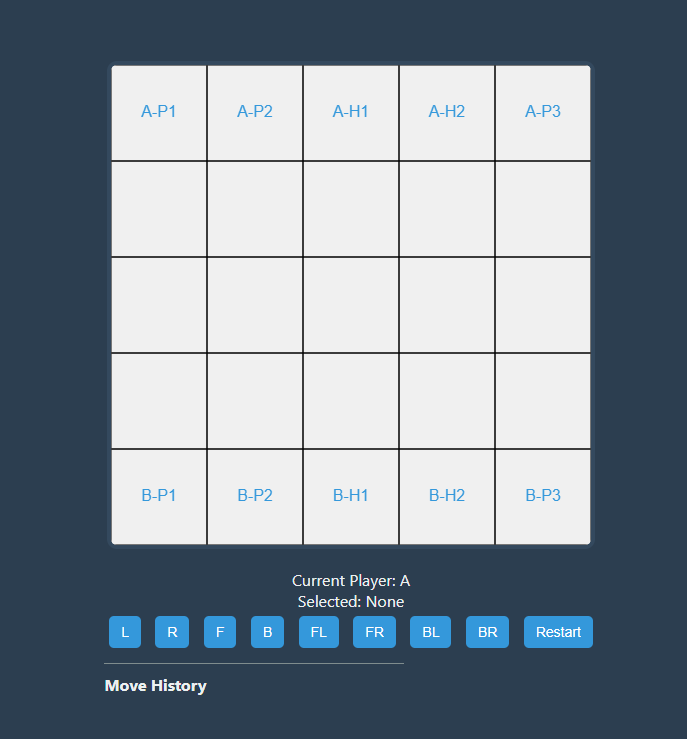 A-P1 A-P2 A-H1 A-H2 A-P3
B-P1 B-P2 B-H1 B-H2 B-P3
Current Player: A
Selected: None
L R F B FL FR BL BR Restart
Move History